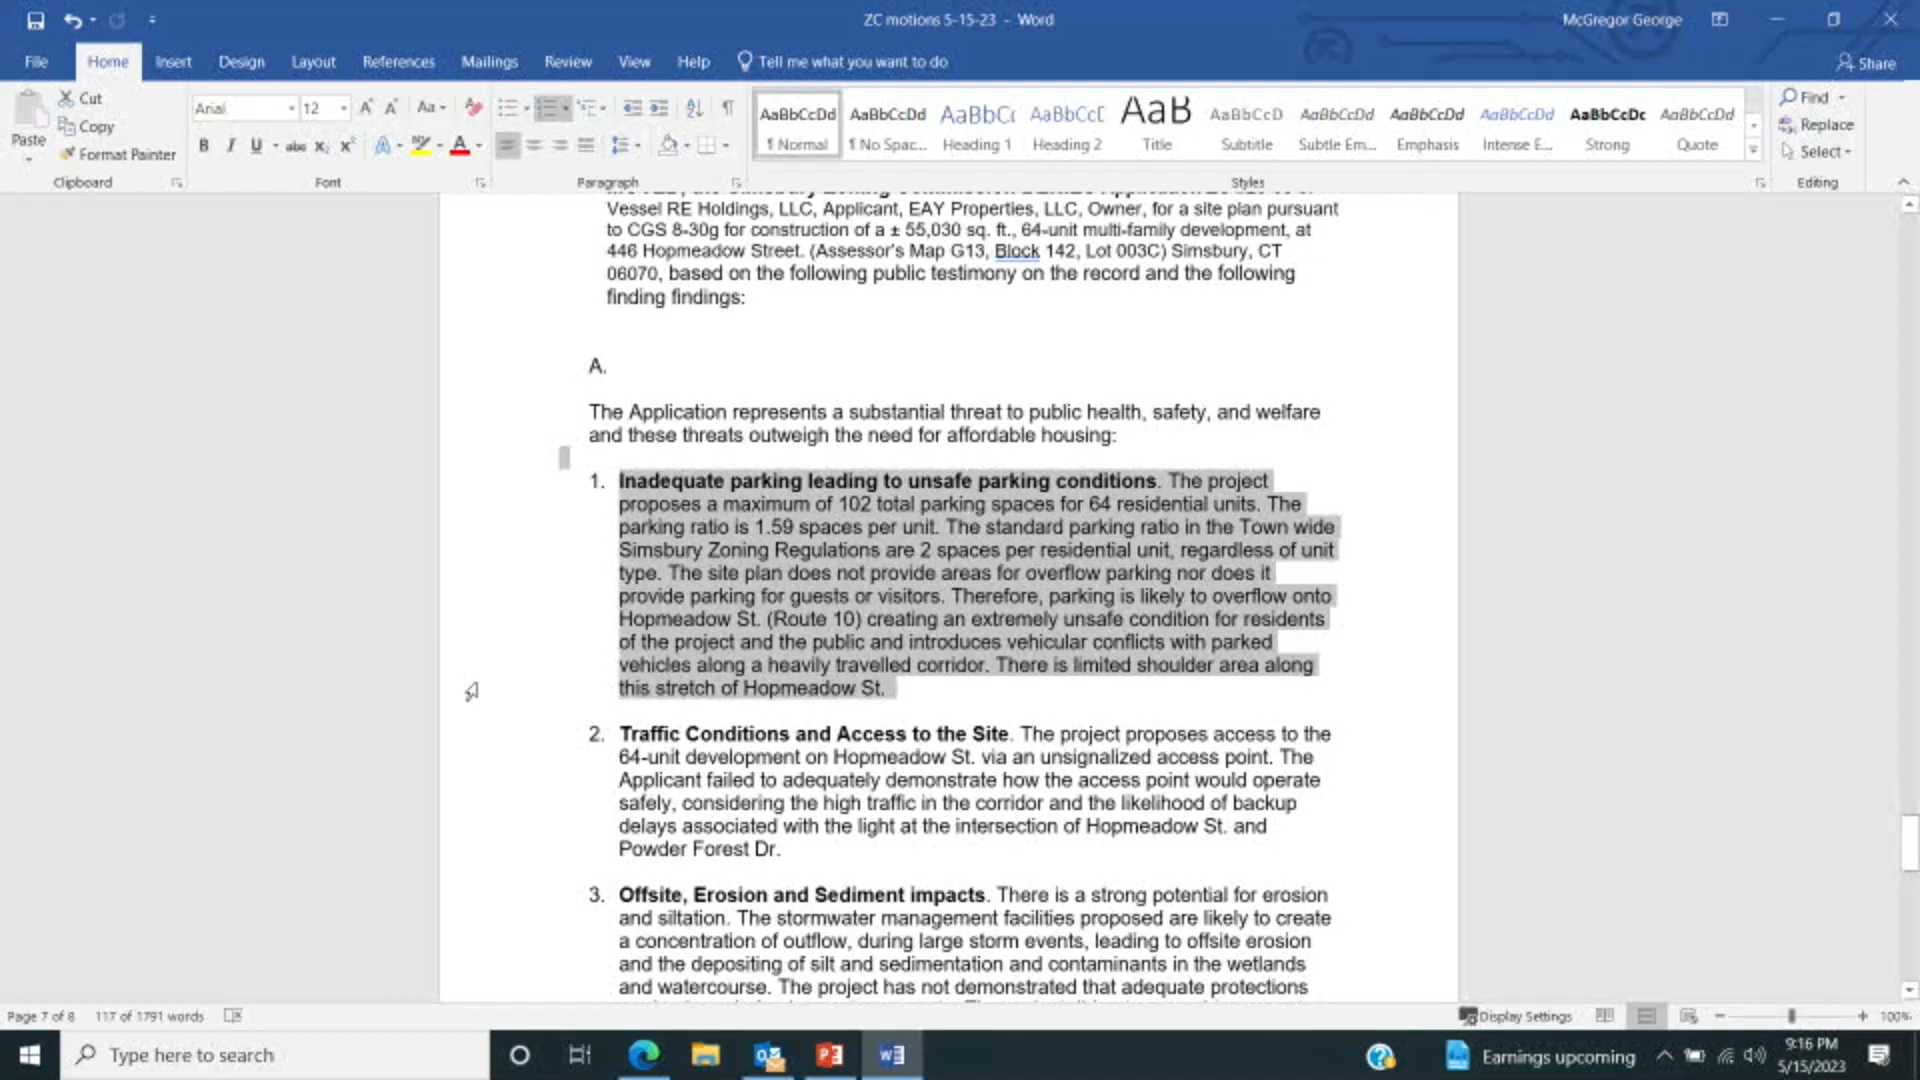 ZC motions 5-15-23 - Word
McGregor George
File Home Insert Design Layout References Mailings Review View Help Tell me what you want to do
Share
Paste
Cut
Copy
Format Painter
Clipboard
Arial 12
Font
Paragraph
AaBbCcDd AaBbCcDd AaBbC AaBbCc AaB AaBbCcD AaBbCcDd AaBbCcDd AaBbCcDd AaBbCcDc AaBbCcDd
¶ Normal ¶ No Spac... Heading 1 Heading 2 Title Subtitle Subtle Em... Emphasis Intense E... Strong Quote
Styles
Find
Replace
Select
Editing
Vessel RE Holdings, LLC, Applicant, EAY Properties, LLC, Owner, for a site plan pursuant
to CGS 8-30g for construction of a ± 55,030 sq. ft., 64-unit multi-family development, at
446 Hopmeadow Street. (Assessor's Map G13, Block 142, Lot 003C) Simsbury, CT
06070, based on the following public testimony on the record and the following
finding findings:
A.
The Application represents a substantial threat to public health, safety, and welfare
and these threats outweigh the need for affordable housing:
1. Inadequate parking leading to unsafe parking conditions. The project
proposes a maximum of 102 total parking spaces for 64 residential units. The
parking ratio is 1.59 spaces per unit. The standard parking ratio in the Town wide
Simsbury Zoning Regulations are 2 spaces per residential unit, regardless of unit
type. The site plan does not provide areas for overflow parking nor does it
provide parking for guests or visitors. Therefore, parking is likely to overflow onto
Hopmeadow St. (Route 10) creating an extremely unsafe condition for residents
of the project and the public and introduces vehicular conflicts with parked
vehicles along a heavily travelled corridor. There is limited shoulder area along
this stretch of Hopmeadow St.
2. Traffic Conditions and Access to the Site. The project proposes access to the
64-unit development on Hopmeadow St. via an unsignalized access point. The
Applicant failed to adequately demonstrate how the access point would operate
safely, considering the high traffic in the corridor and the likelihood of backup
delays associated with the light at the intersection of Hopmeadow St. and
Powder Forest Dr.
3. Offsite, Erosion and Sediment impacts. There is a strong potential for erosion
and siltation. The stormwater management facilities proposed are likely to create
a concentration of outflow, during large storm events, leading to offsite erosion
and the depositing of silt and sedimentation and contaminants in the wetlands
and watercourse. The project has not demonstrated that adequate protections
Page 7 of 8 117 of 1791 words
Display Settings
100%
Type here to search
Earnings upcoming
9:16 PM
5/15/2023